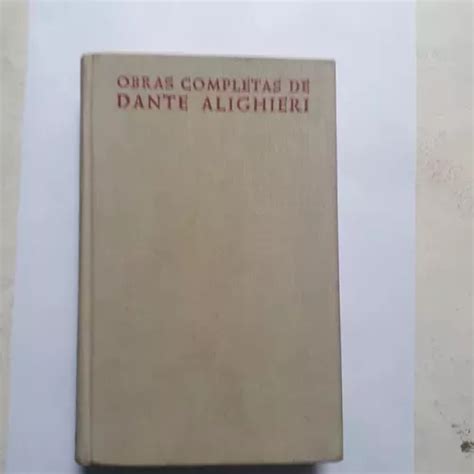 OBRAS COMPLETAS DE
DANTE ALIGHIERI